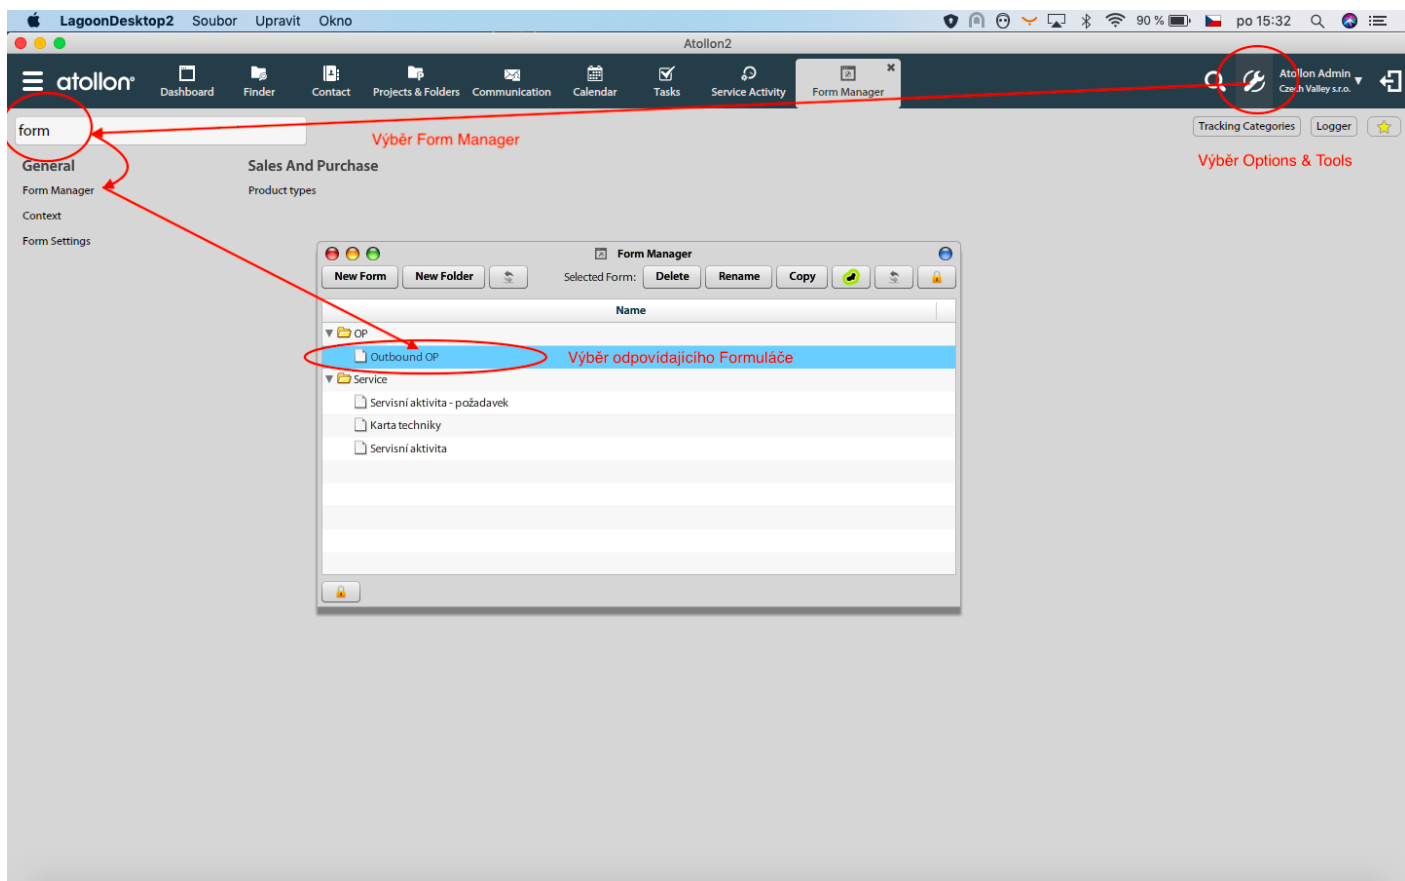 LagoonDesktop2 Soubor Upravit Okno 90 % po 15:32
Atollon2
atollon Dashboard Finder Contact Projects & Folders Communication Calendar Tasks Service Activity Form Manager Atollon Admin
Czech Valley s.r.o.
form Tracking Categories Logger
Výběr Form Manager
Výběr Options & Tools
General Sales And Purchase
Form Manager Product types
Context
Form Settings
Form Manager
New Form New Folder Selected Form: Delete Rename Copy
Name
OP
Outbound OP Výběr odpovídajícího Formuláče
Service
Servisní aktivita - požadavek
Karta techniky
Servisní aktivita